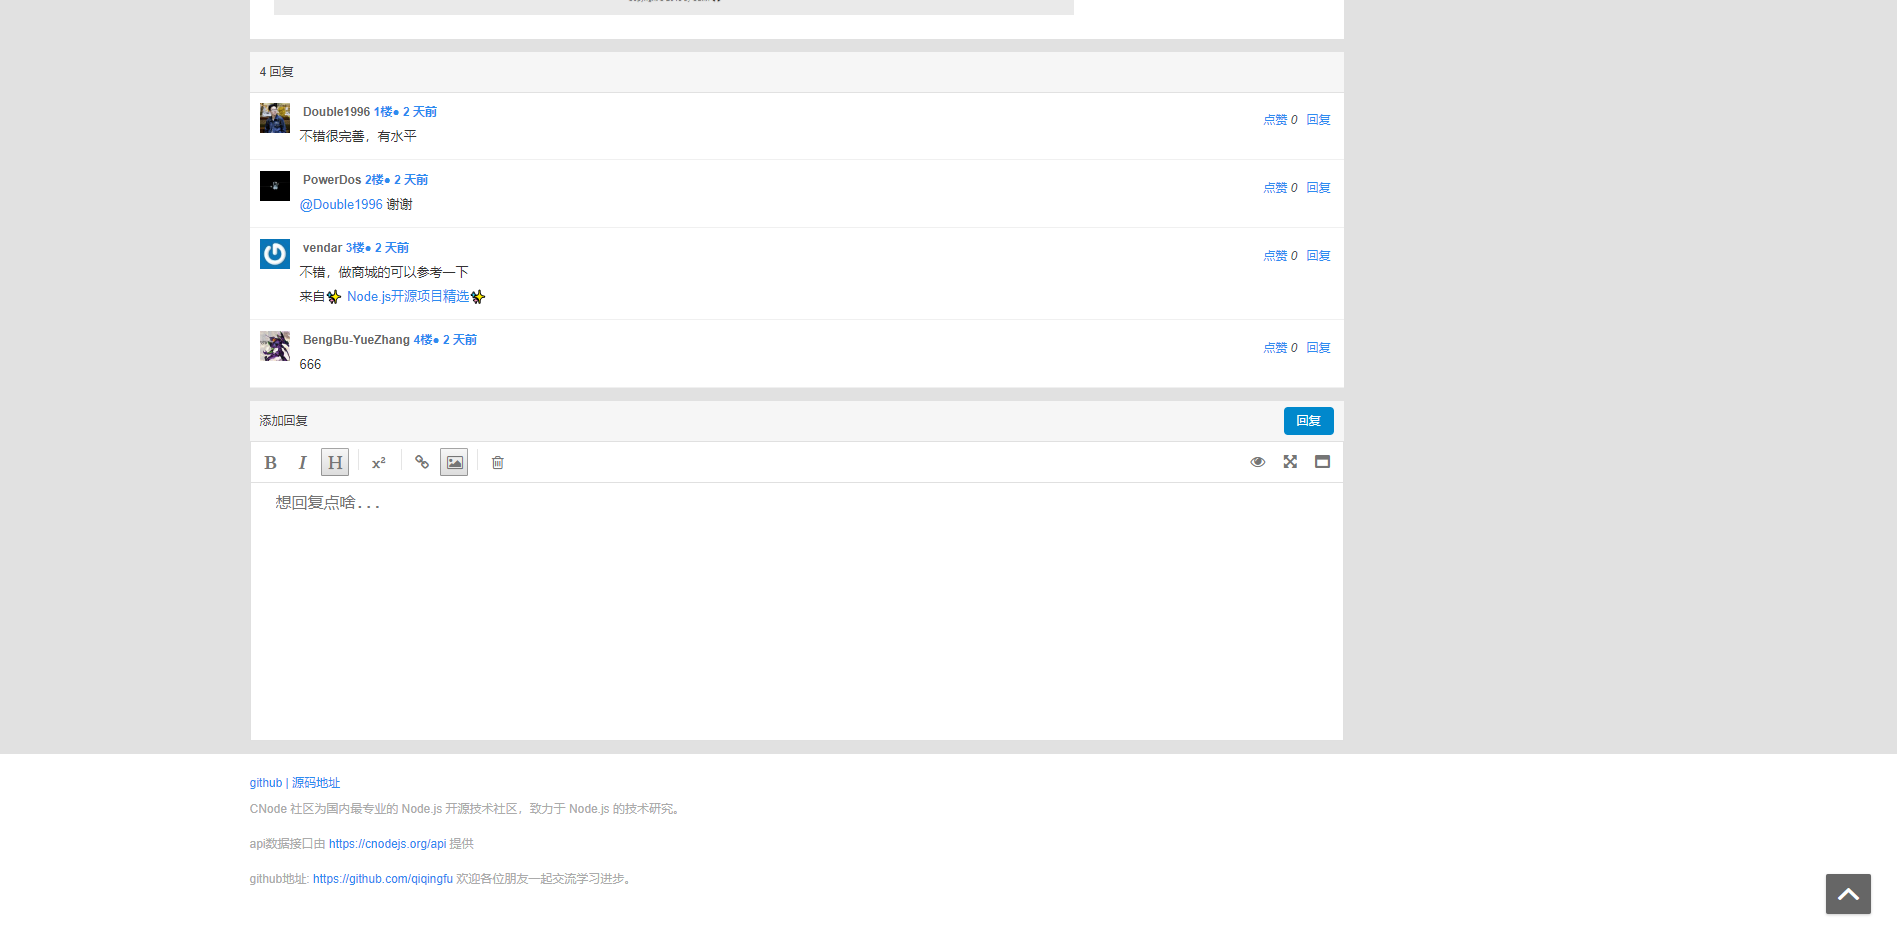 4 回复
Double1996 1楼● 2 天前
点赞 0 回复
不错很完善，有水平
PowerDos 2楼● 2 天前
点赞 0 回复
@Double1996 谢谢
vendar 3楼● 2 天前
点赞 0 回复
不错，做商城的可以参考一下
来自✨ Node.js开源项目精选✨
BengBu-YueZhang 4楼● 2 天前
点赞 0 回复
666
添加回复
回复
B I H x²
想回复点啥...
github | 源码地址
CNode 社区为国内最专业的 Node.js 开源技术社区，致力于 Node.js 的技术研究。
api数据接口由 https://cnodejs.org/api 提供
github地址: https://github.com/qiqingfu 欢迎各位朋友一起交流学习进步。